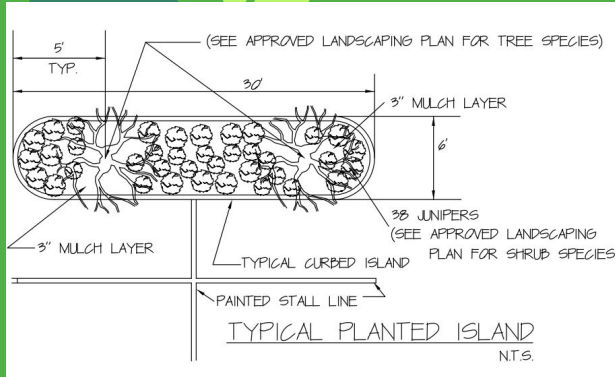 5'
TYP.
(SEE APPROVED LANDSCAPING PLAN FOR TREE SPECIES)
30'
3" MULCH LAYER
6'
38 JUNIPERS
(SEE APPROVED LANDSCAPING
PLAN FOR SHRUB SPECIES
3" MULCH LAYER
TYPICAL CURBED ISLAND
PAINTED STALL LINE
TYPICAL PLANTED ISLAND
N.T.S.